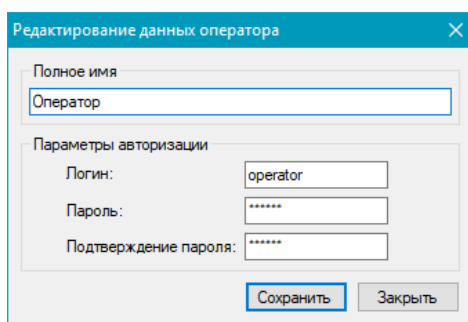 Редактирование данных оператора
Полное имя
Оператор
Параметры авторизации
Логин: operator
Пароль: ******
Подтверждение пароля: ******
Сохранить Закрыть